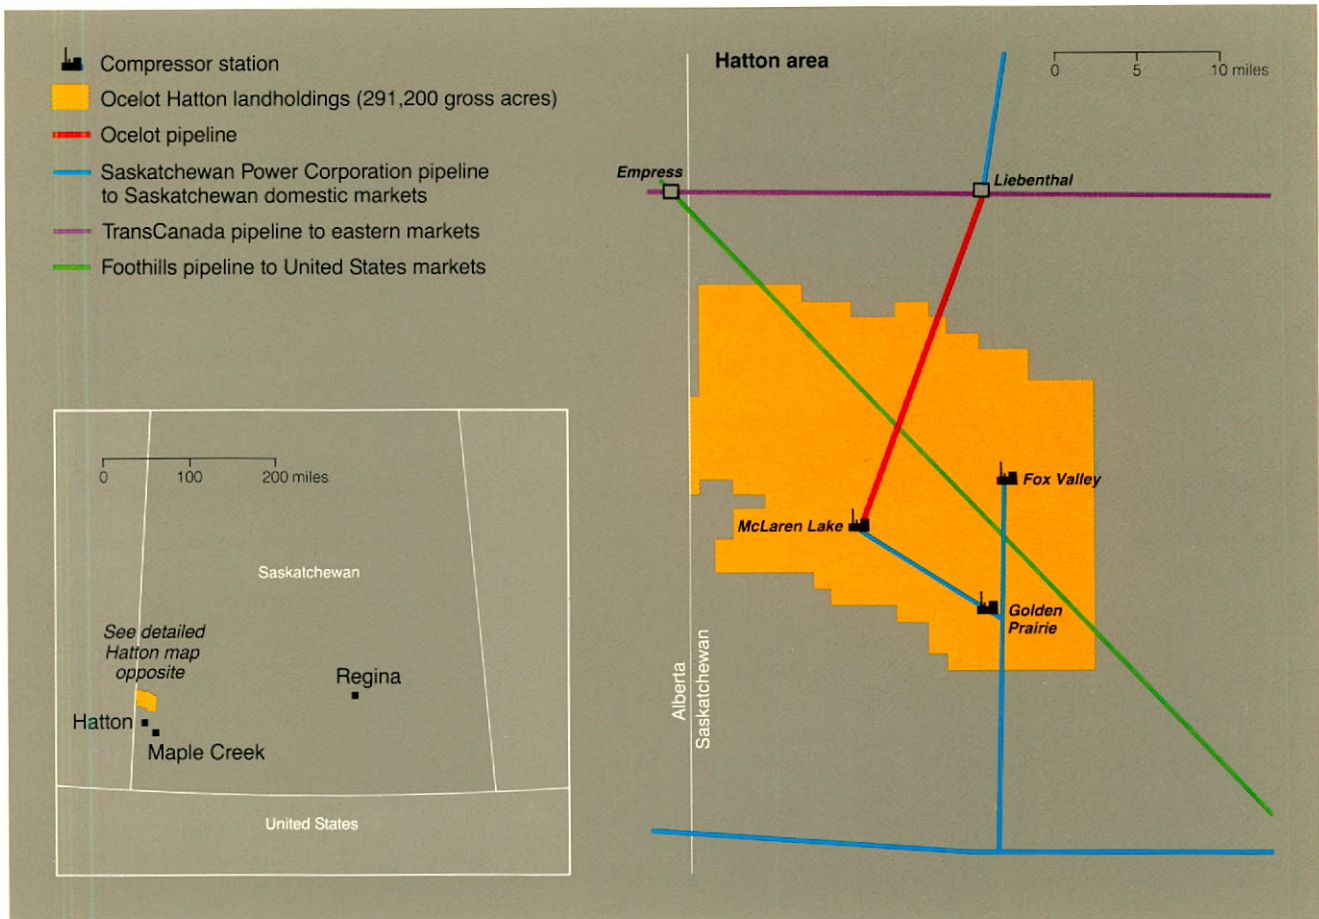 Compressor station
Ocelot Hatton landholdings (291,200 gross acres)
Ocelot pipeline
Saskatchewan Power Corporation pipeline
to Saskatchewan domestic markets
TransCanada pipeline to eastern markets
Foothills pipeline to United States markets
0 100 200 miles
Saskatchewan
See detailed
Hatton map
opposite
Regina
Hatton
Maple Creek
United States
Hatton area
0 5 10 miles
Empress
Liebenthal
Fox Valley
McLaren Lake
Golden
Prairie
Alberta
Saskatchewan